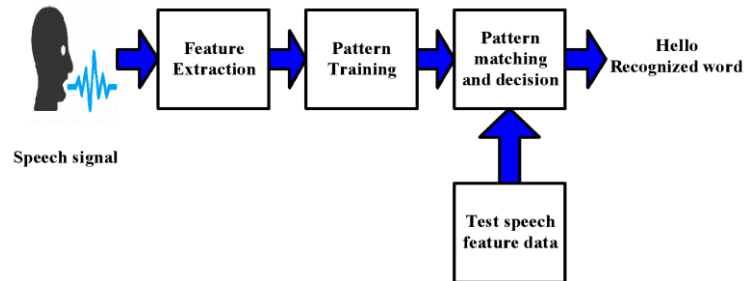 Speech signal
Feature
Extraction
Pattern
Training
Pattern
matching
and decision
Hello
Recognized word
Test speech
feature data